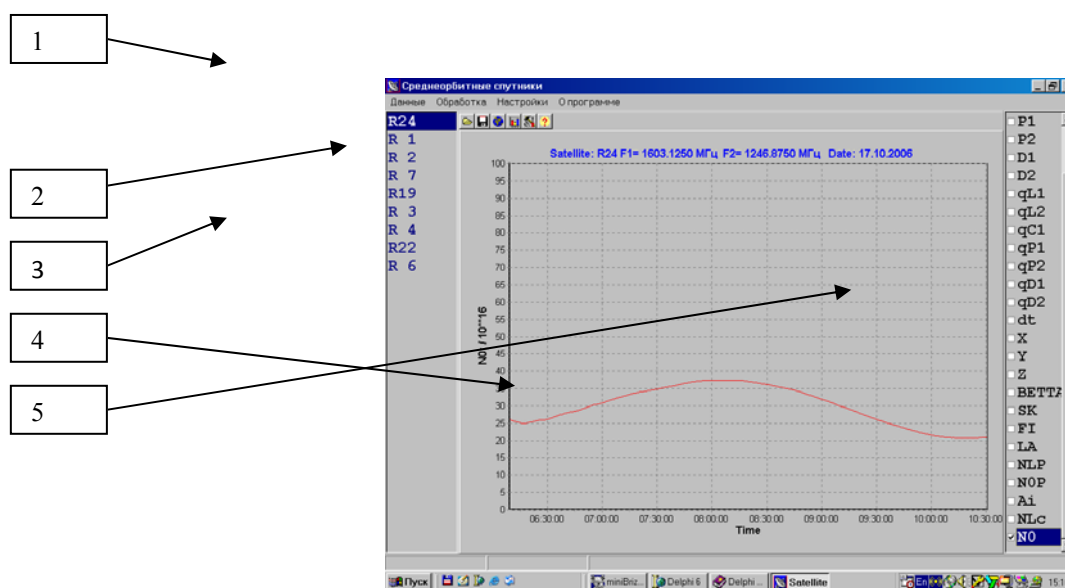 1
2
3
4
5
Среднеорбитные спутники
Данные Обработка Настройки О программе
R24
R 1
R 2
R 7
R19
R 3
R 4
R22
R 6
Satellite: R24 F1= 1603.1250 МГц F2= 1246.8750 МГц Date: 17.10.2006
100
95
90
85
80
75
70
65
60
55
50
45
40
35
30
25
20
15
10
5
0
N0 / 10**16
06:30:00 07:00:00 07:30:00 08:00:00 08:30:00 09:00:00 09:30:00 10:00:00 10:30:00
Time
P1
P2
D1
D2
qL1
qL2
qC1
qP1
qP2
qD1
qD2
dt
X
Y
Z
BETTA
SK
FI
LA
NLP
N0P
Ai
NLc
N0
Пуск miniBriz... Delphi 6 Delphi ... Satellite En 15:1